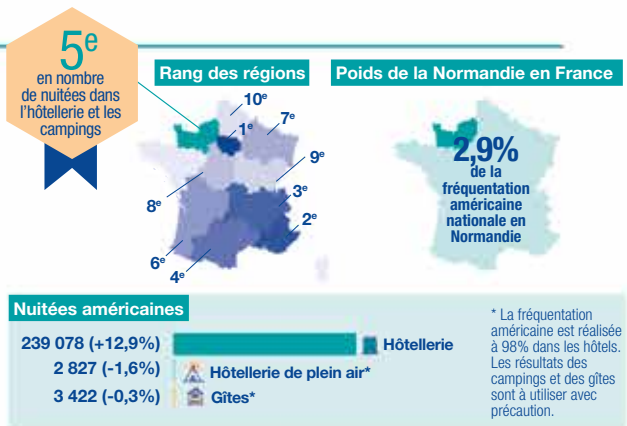 5e
en nombre
de nuitées dans
l'hôtellerie et les
campings
Rang des régions
10e
7e
1e
9e
3e
2e
8e
6e
4e
Poids de la Normandie en France
2,9%
de la
fréquentation
américaine
nationale en
Normandie
Nuitées américaines
239 078 (+12,9%)
Hôtellerie
2 827 (-1,6%)
Hôtellerie de plein air*
3 422 (-0,3%)
Gîtes*
* La fréquentation
américaine est réalisée
à 98% dans les hôtels.
Les résultats des
campings et des gîtes
sont à utiliser avec
précaution.